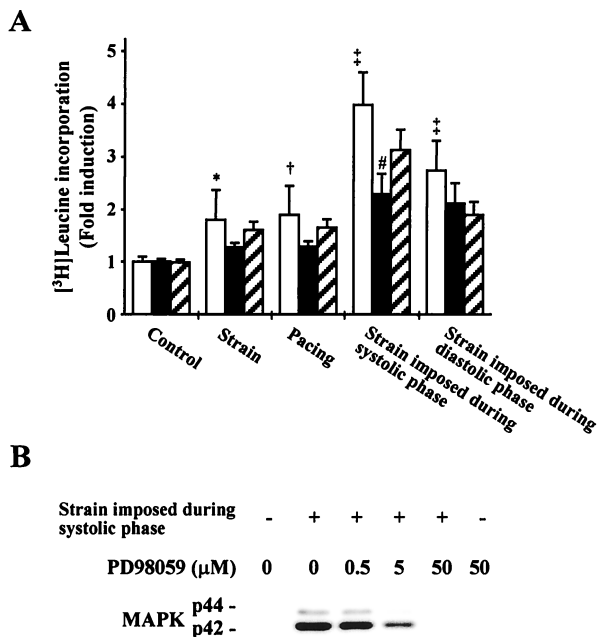 A
[³H]Leucine incorporation
(Fold induction)
5
4
3
2
1
0
*
†
‡
#
‡
Control
Strain
Pacing
Strain imposed during
systolic phase
Strain imposed during
diastolic phase
B
Strain imposed during
systolic phase
- + + + + -
PD98059 (μM) 0 0 0.5 5 50 50
MAPK
p44 -
p42 -